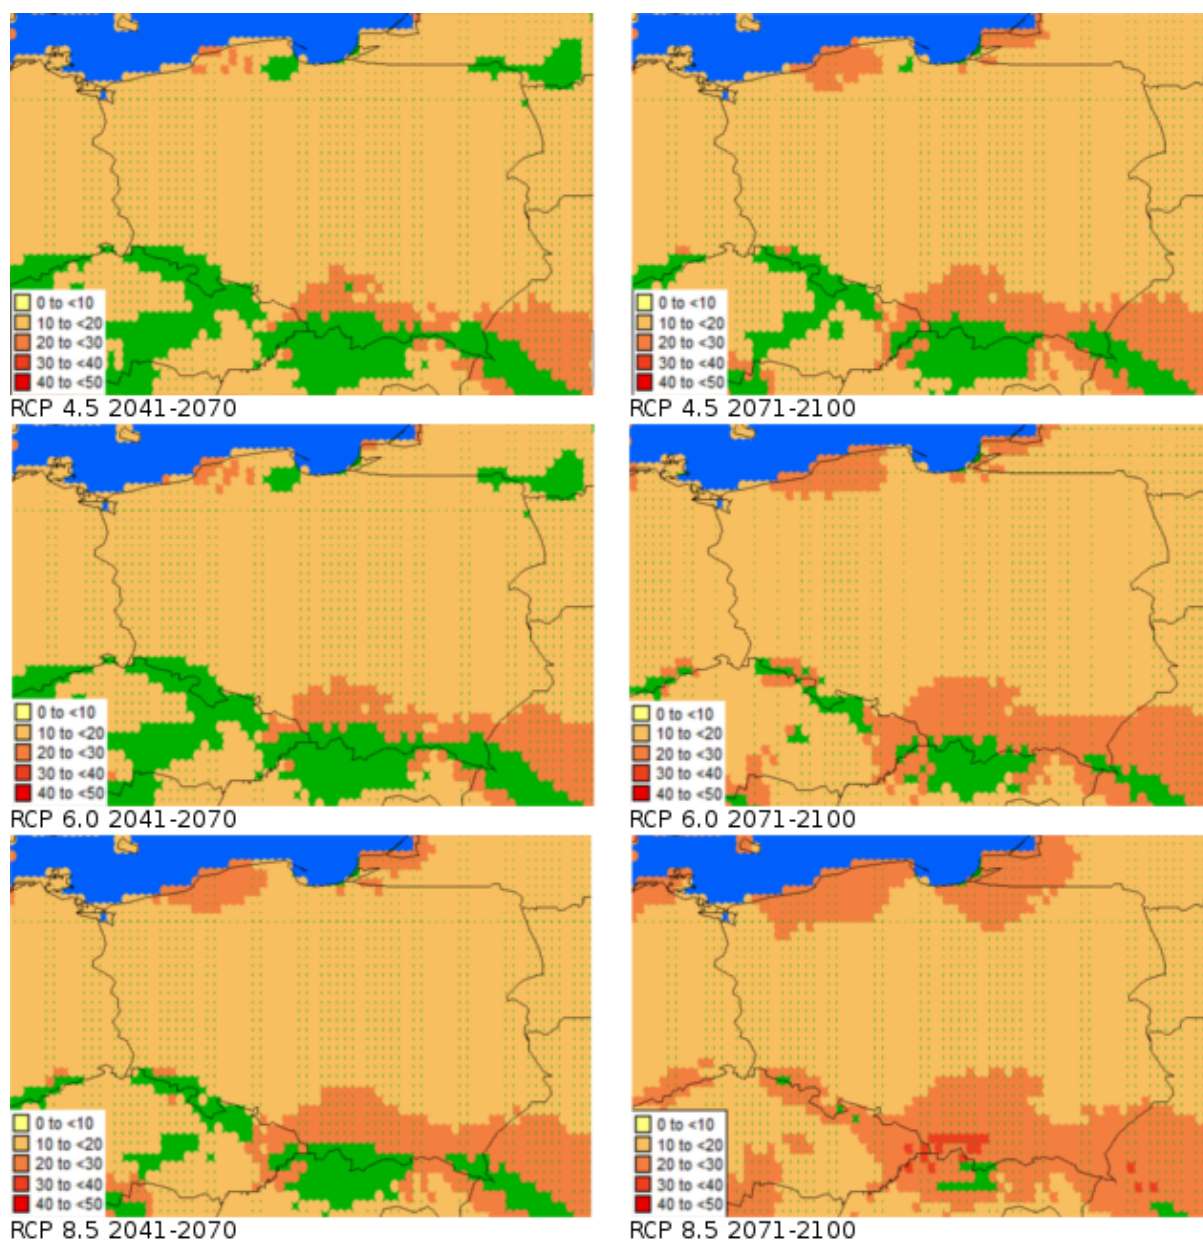 0 to <10
10 to <20
20 to <30
30 to <40
40 to <50
RCP 4.5 2041-2070
0 to <10
10 to <20
20 to <30
30 to <40
40 to <50
RCP 4.5 2071-2100
0 to <10
10 to <20
20 to <30
30 to <40
40 to <50
RCP 6.0 2041-2070
0 to <10
10 to <20
20 to <30
30 to <40
40 to <50
RCP 6.0 2071-2100
0 to <10
10 to <20
20 to <30
30 to <40
40 to <50
RCP 8.5 2041-2070
0 to <10
10 to <20
20 to <30
30 to <40
40 to <50
RCP 8.5 2071-2100